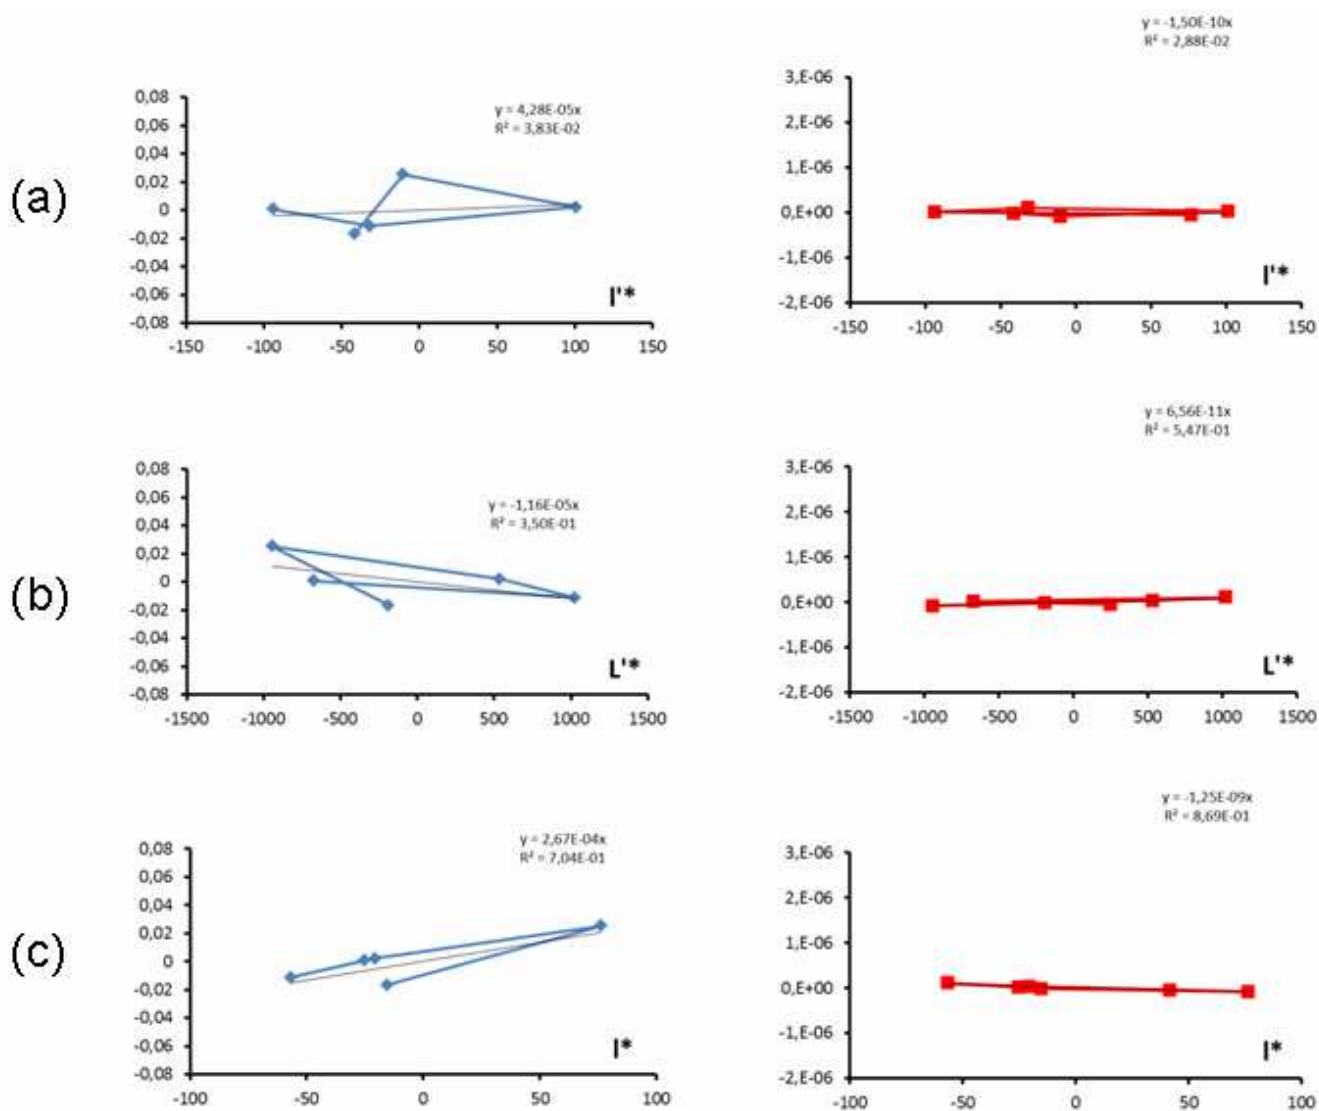 y = -1,50E-10x
R² = 2,88E-02
(a)
0,08
0,06
0,04
0,02
0
-0,02
-0,04
-0,06
-0,08
y = 4,28E-05x
R² = 3,83E-02
I'*
-150 -100 -50 0 50 100 150
3,E-06
2,E-06
1,E-06
0,E+00
-1,E-06
-2,E-06
I'*
-150 -100 -50 0 50 100 150
(b)
0,08
0,06
0,04
0,02
0
-0,02
-0,04
-0,06
-0,08
y = -1,16E-05x
R² = 3,50E-01
L'*
-1500 -1000 -500 0 500 1000 1500
y = 6,56E-11x
R² = 5,47E-01
3,E-06
2,E-06
1,E-06
0,E+00
-1,E-06
-2,E-06
L'*
-1500 -1000 -500 0 500 1000 1500
(c)
0,08
0,06
0,04
0,02
0
-0,02
-0,04
-0,06
-0,08
y = 2,67E-04x
R² = 7,04E-01
I*
-100 -50 0 50 100
y = -1,25E-09x
R² = 8,69E-01
3,E-06
2,E-06
1,E-06
0,E+00
-1,E-06
-2,E-06
I*
-100 -50 0 50 100